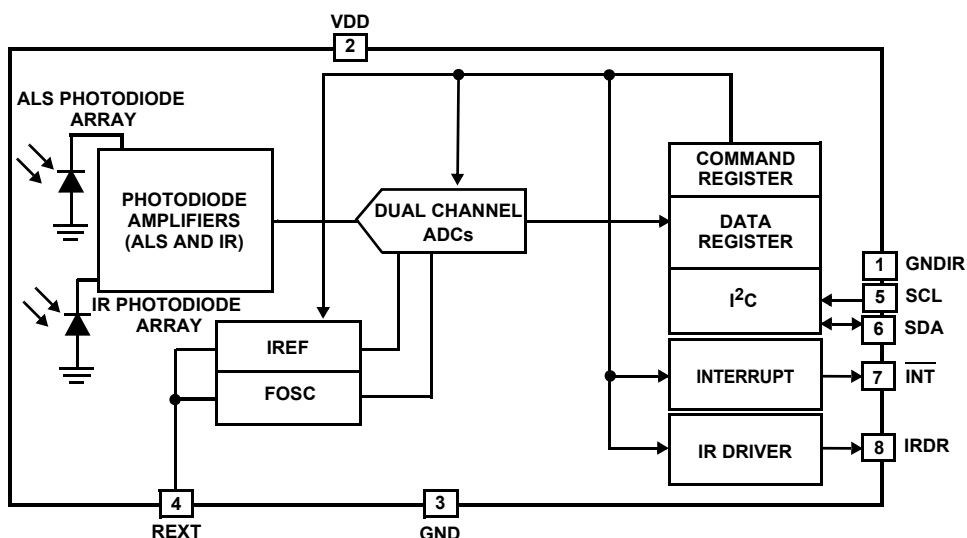 VDD
2
ALS PHOTODIODE
ARRAY
PHOTODIODE
AMPLIFIERS
(ALS AND IR)
IR PHOTODIODE
ARRAY
DUAL CHANNEL
ADCs
IREF
FOSC
COMMAND
REGISTER
DATA
REGISTER
I²C
INTERRUPT
IR DRIVER
1 GNDIR
5 SCL
6 SDA
7 I̅N̅T̅
8 IRDR
4
REXT
3
GND